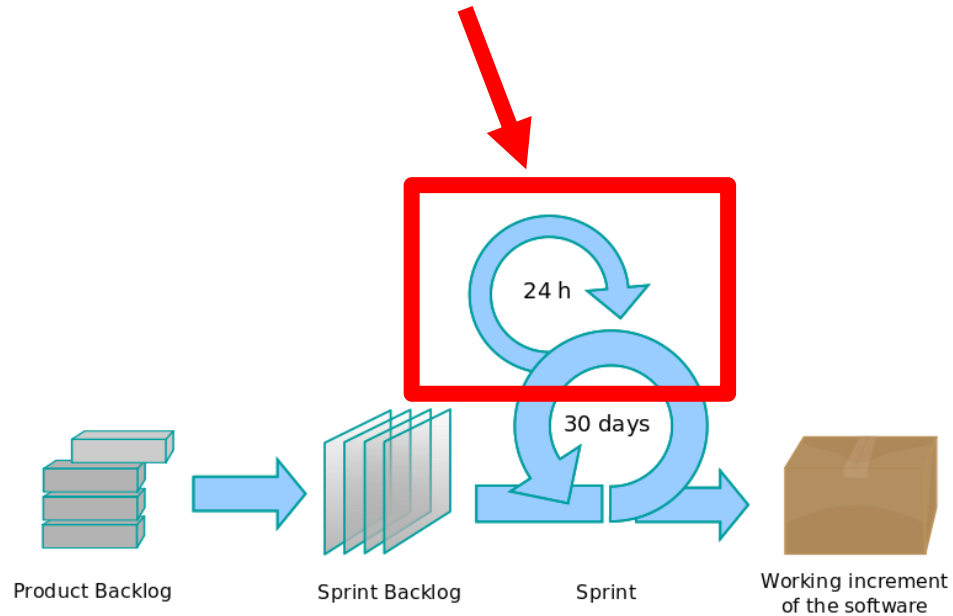 24 h
30 days
Product Backlog
Sprint Backlog
Sprint
Working increment
of the software